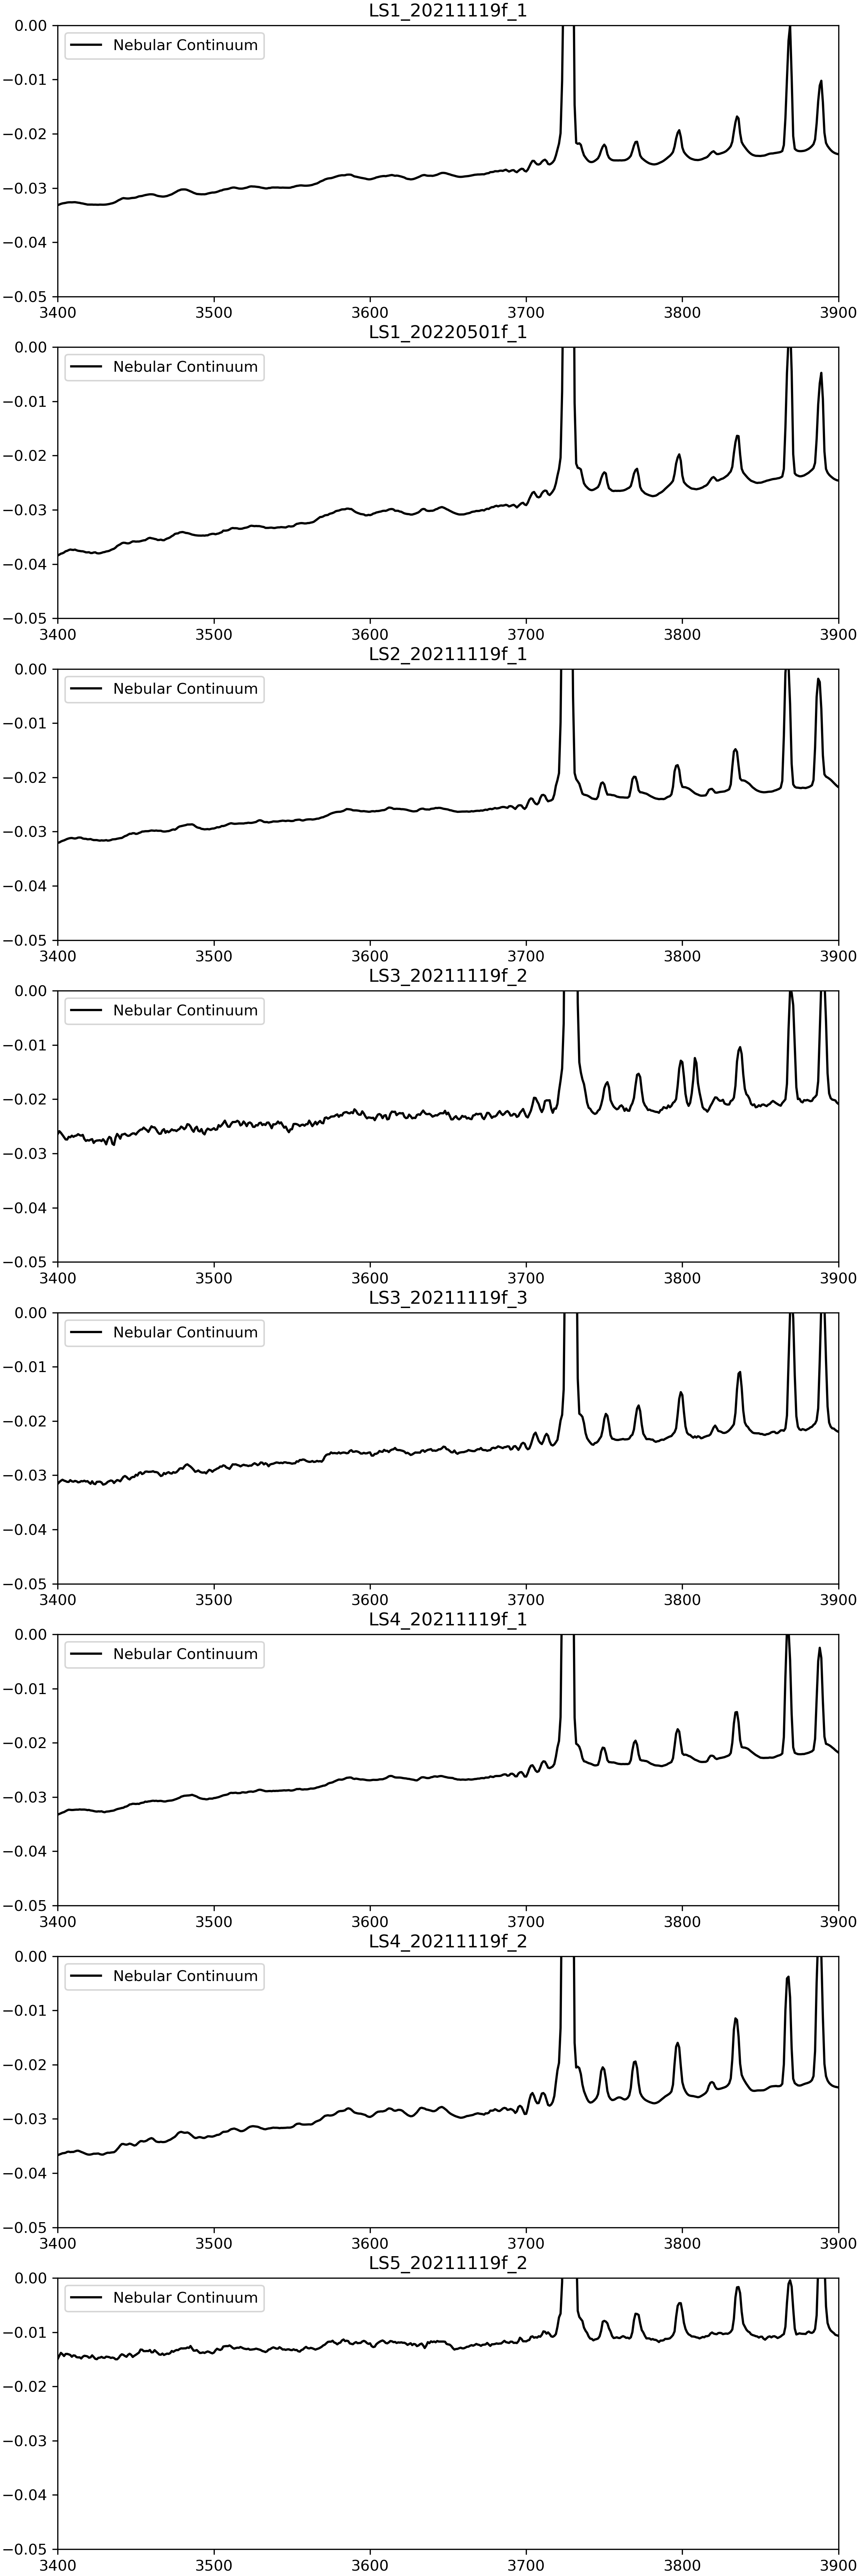 LS1_20211119f_1
Nebular Continuum
0.00
−0.01
−0.02
−0.03
−0.04
−0.05
3400 3500 3600 3700 3800 3900
LS1_20220501f_1
Nebular Continuum
0.00
−0.01
−0.02
−0.03
−0.04
−0.05
3400 3500 3600 3700 3800 3900
LS2_20211119f_1
Nebular Continuum
0.00
−0.01
−0.02
−0.03
−0.04
−0.05
3400 3500 3600 3700 3800 3900
LS3_20211119f_2
Nebular Continuum
0.00
−0.01
−0.02
−0.03
−0.04
−0.05
3400 3500 3600 3700 3800 3900
LS3_20211119f_3
Nebular Continuum
0.00
−0.01
−0.02
−0.03
−0.04
−0.05
3400 3500 3600 3700 3800 3900
LS4_20211119f_1
Nebular Continuum
0.00
−0.01
−0.02
−0.03
−0.04
−0.05
3400 3500 3600 3700 3800 3900
LS4_20211119f_2
Nebular Continuum
0.00
−0.01
−0.02
−0.03
−0.04
−0.05
3400 3500 3600 3700 3800 3900
LS5_20211119f_2
Nebular Continuum
0.00
−0.01
−0.02
−0.03
−0.04
−0.05
3400 3500 3600 3700 3800 3900